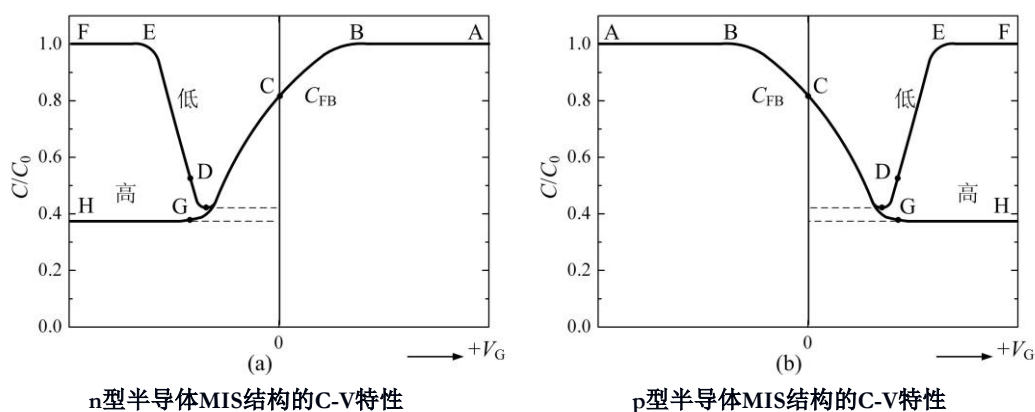 F E B A
1.0
C
0.8 低 C_FB
C/C₀
0.6
D
高
0.4 H G
0.2
0.0
0
(a) +V_G
n型半导体MIS结构的C-V特性
A B E F
1.0
C
0.8 C_FB 低
C/C₀
0.6
D
高
0.4 G H
0.2
0.0
0
(b) +V_G
p型半导体MIS结构的C-V特性